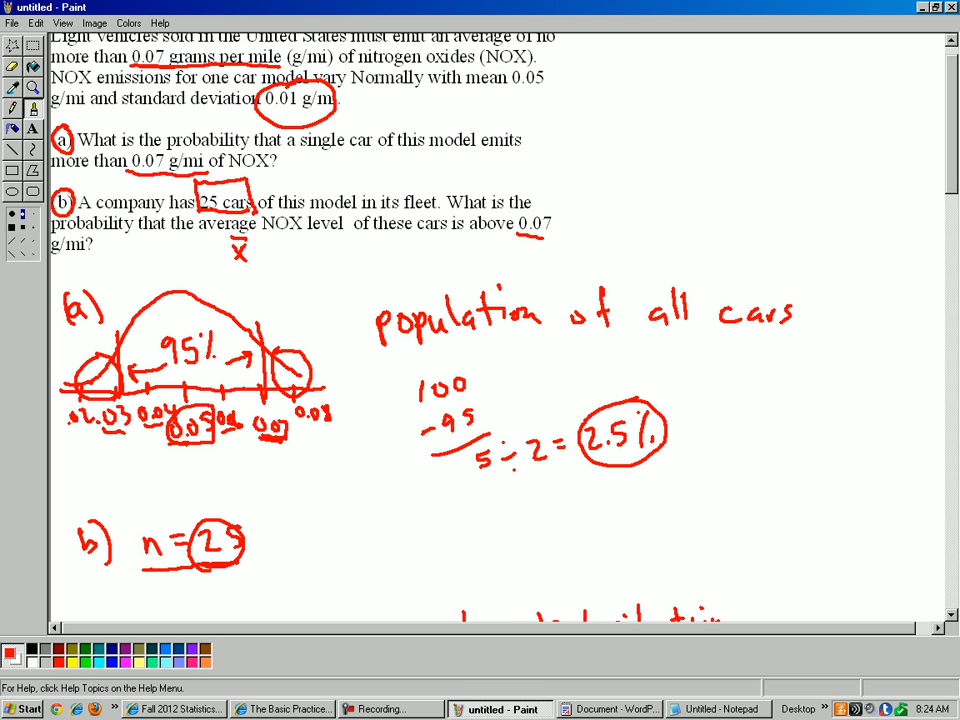 untitled - Paint
File Edit View Image Colors Help
Light vehicles sold in the United States must emit an average of no
more than 0.07 grams per mile (g/mi) of nitrogen oxides (NOX).
NOX emissions for one car model vary Normally with mean 0.05
g/mi and standard deviation 0.01 g/mi.
a) What is the probability that a single car of this model emits
more than 0.07 g/mi of NOX?
b) A company has 25 cars of this model in its fleet. What is the
probability that the average NOX level of these cars is above 0.07
g/mi?
x̄
(a)
95%
.02 .03 0.04 0.05 0.07 0.08
population of all cars
100
-95
5 ÷ 2 = 2.5%
b) n = 25
For Help, click Help Topics on the Help Menu.
Start
Fall 2012 Statistics...
The Basic Practice...
Recording...
untitled - Paint
Document - WordP...
Untitled - Notepad
Desktop
8:24 AM